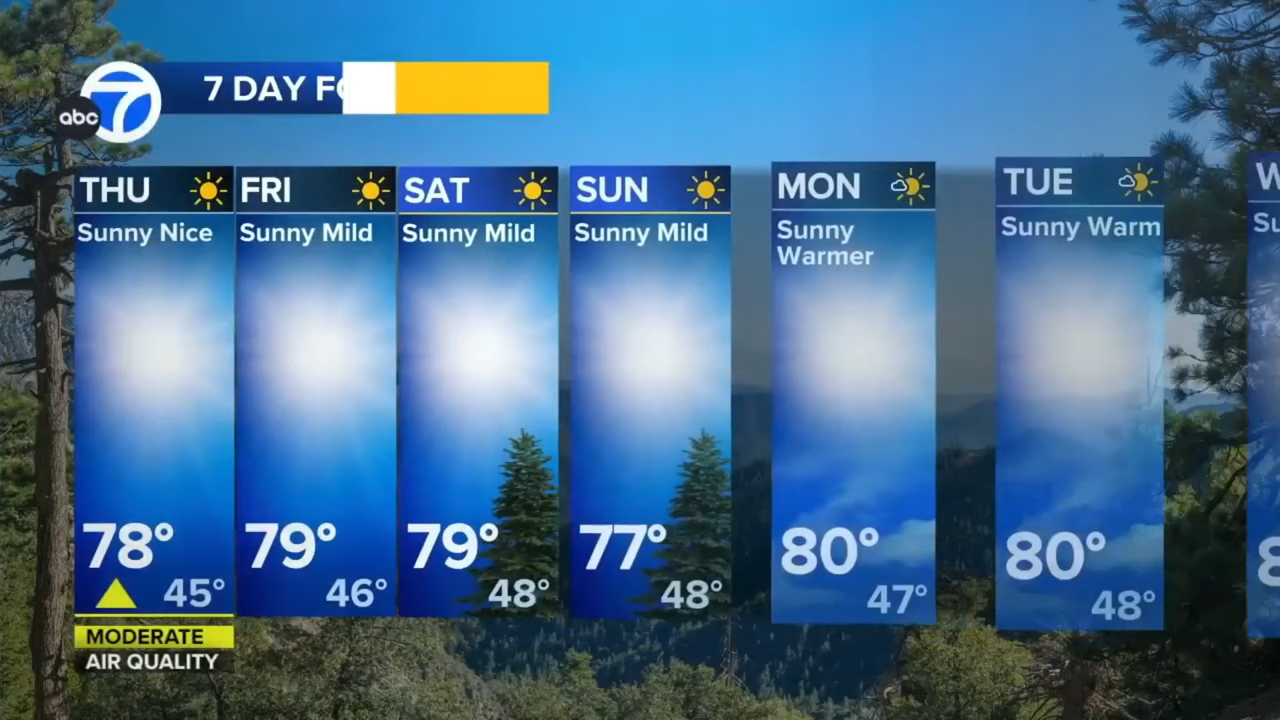 abc 7
7 DAY
THU
Sunny Nice
78°
45°
MODERATE
AIR QUALITY
FRI
Sunny Mild
79°
46°
SAT
Sunny Mild
79°
48°
SUN
Sunny Mild
77°
48°
MON
Sunny
Warmer
80°
47°
TUE
Sunny Warm
80°
48°